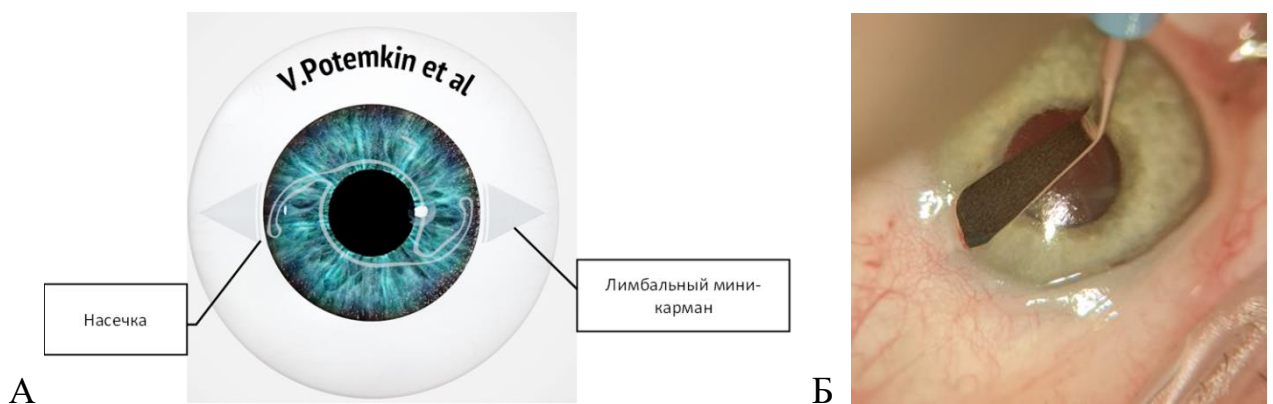 V.Potemkin et al
Насечка
Лимбальный мини-
карман
А
Б